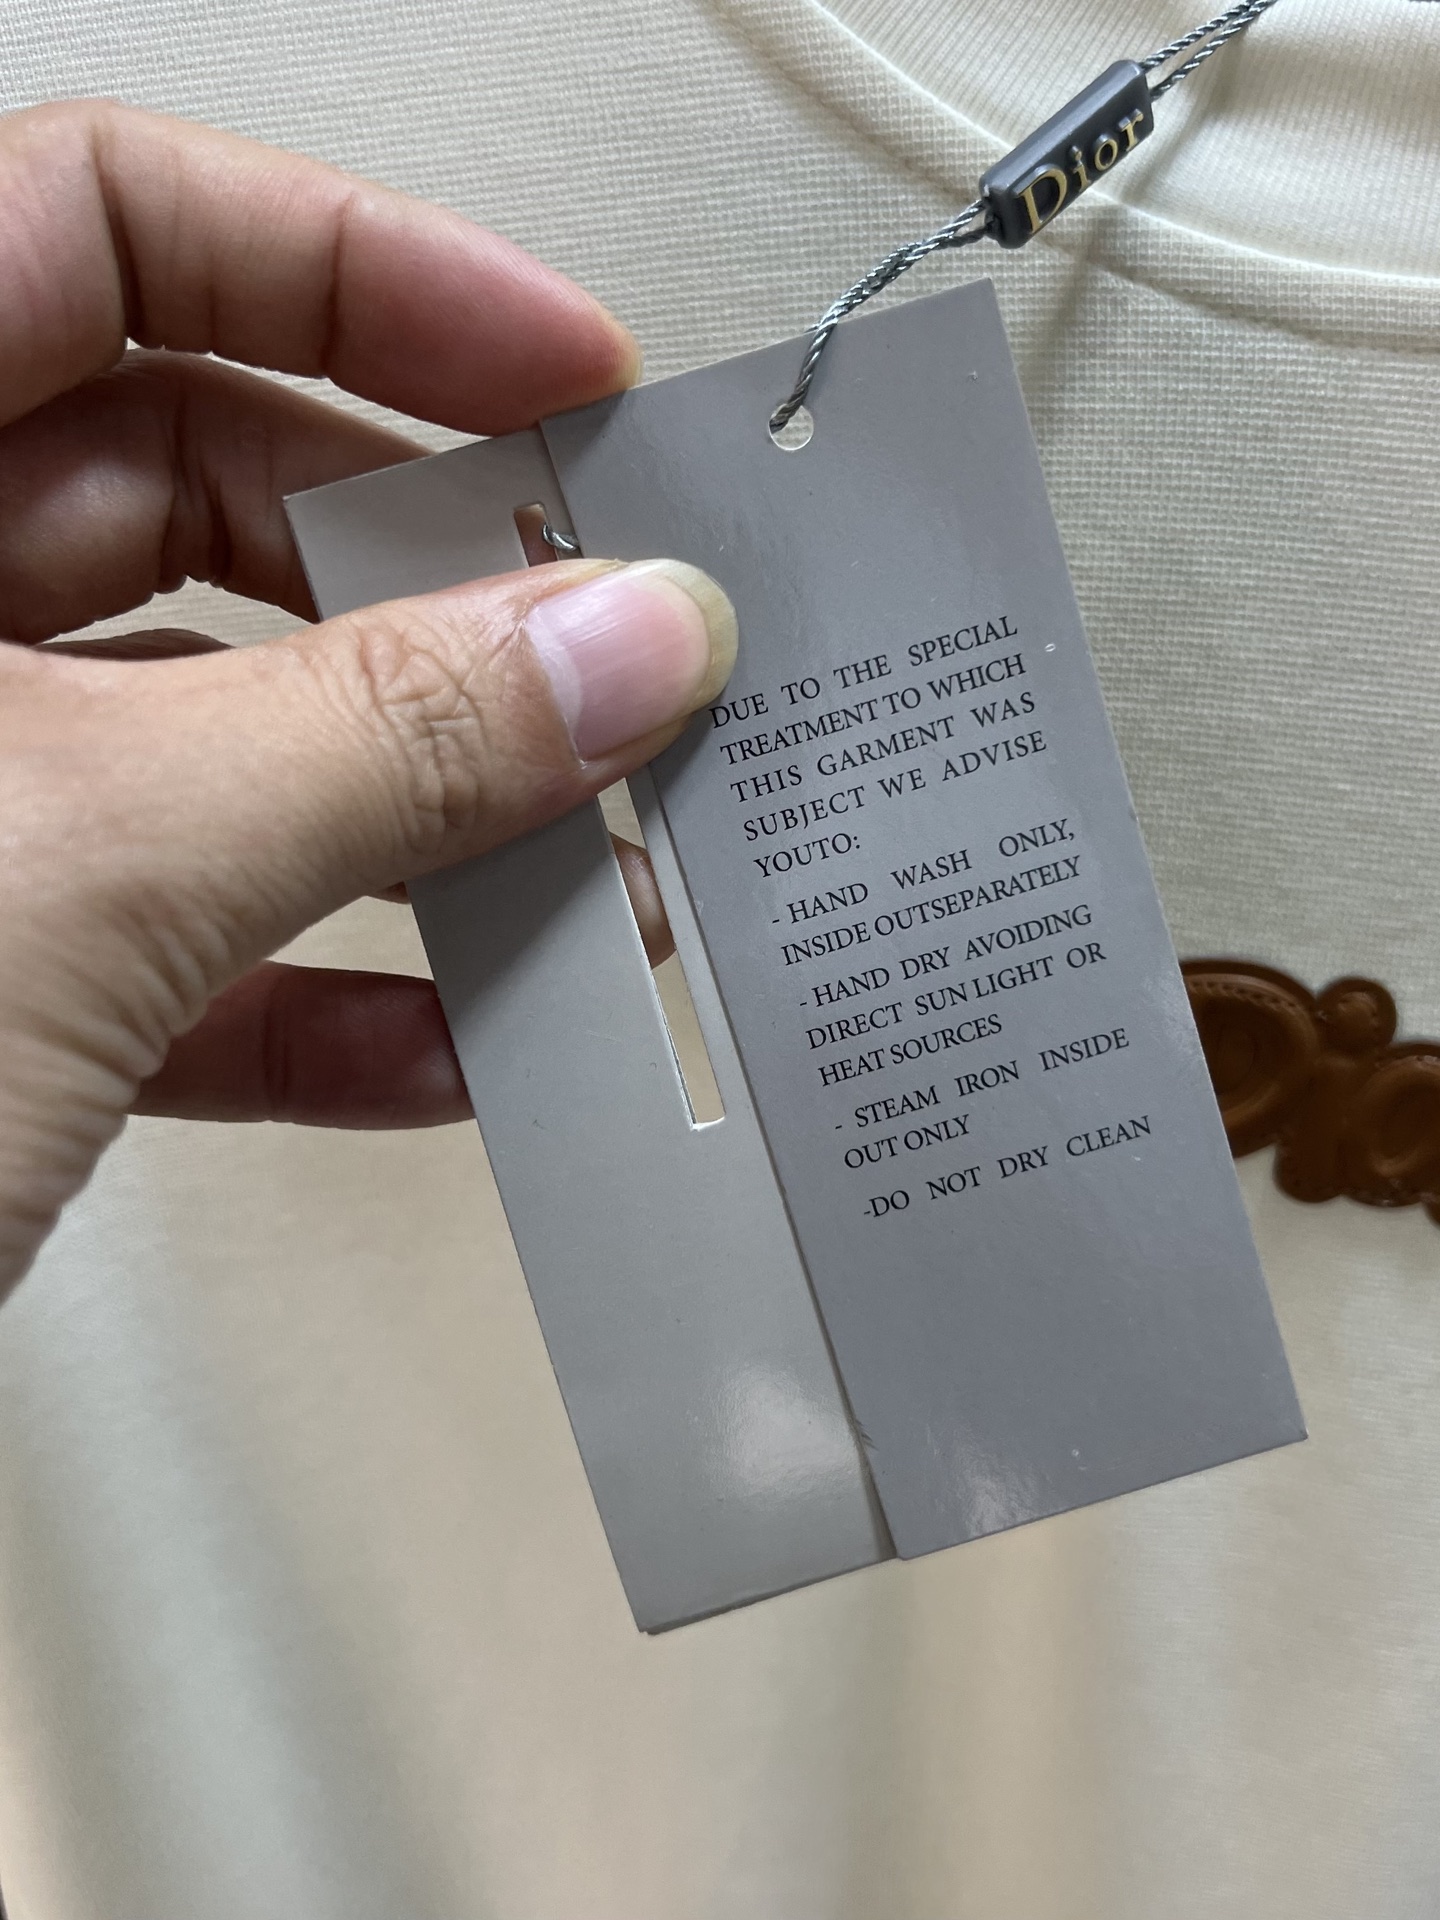 Dior
DUE TO THE SPECIAL
TREATMENT TO WHICH
THIS GARMENT WAS
SUBJECT WE ADVISE
YOUTO:
- HAND WASH ONLY,
INSIDE OUTSEPARATELY
- HAND DRY AVOIDING
DIRECT SUN LIGHT OR
HEAT SOURCES
- STEAM IRON INSIDE
OUT ONLY
-DO NOT DRY CLEAN